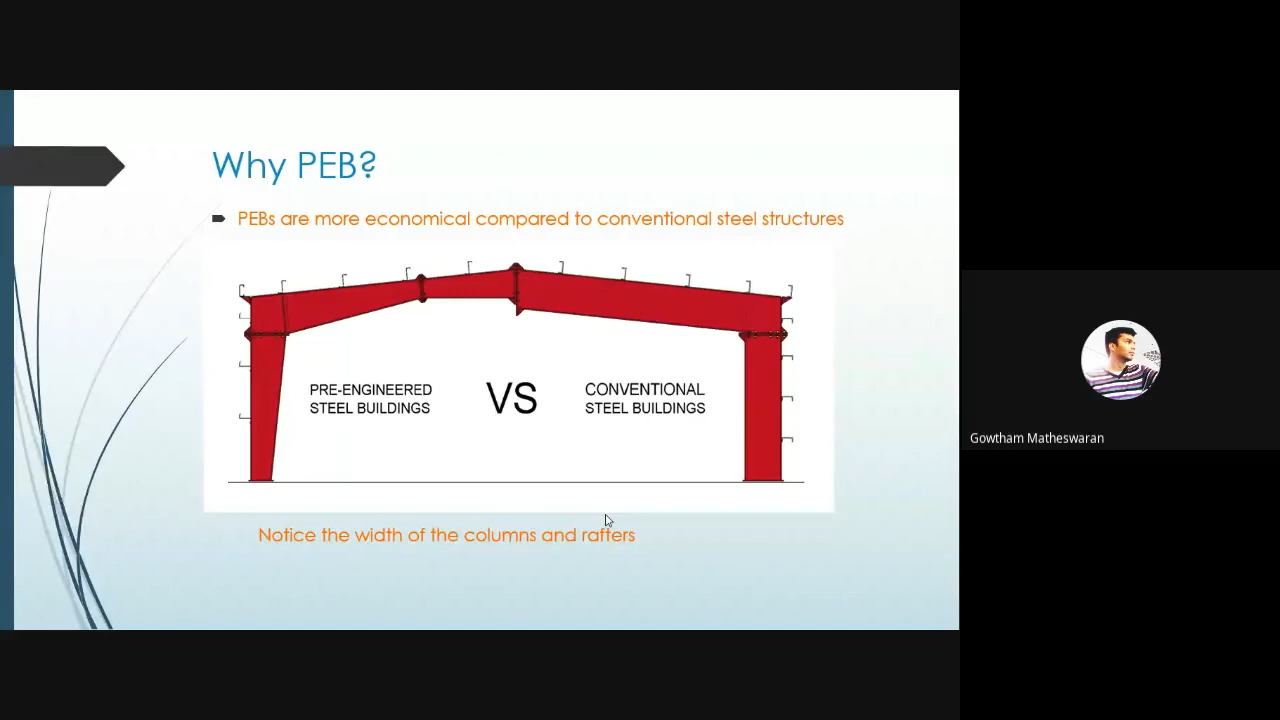 Why PEB?
PEBs are more economical compared to conventional steel structures
PRE-ENGINEERED
STEEL BUILDINGS
VS
CONVENTIONAL
STEEL BUILDINGS
Notice the width of the columns and rafters
Gowtham Matheswaran